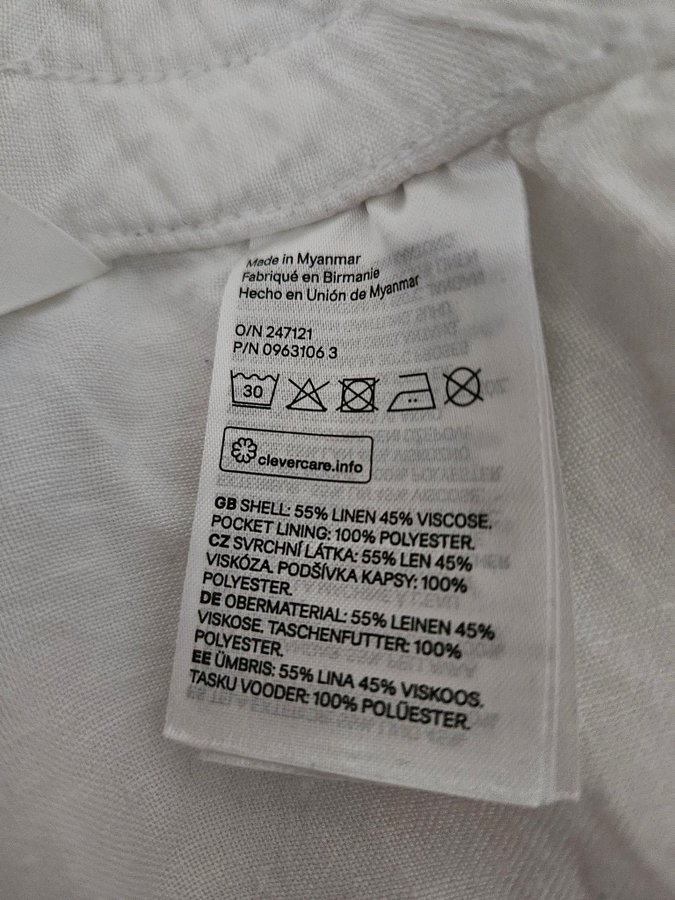 Made in Myanmar
Fabriqué en Birmanie
Hecho en Unión de Myanmar
O/N 247121
P/N 0963106 3
30
clevercare.info
GB SHELL: 55% LINEN 45% VISCOSE.
POCKET LINING: 100% POLYESTER.
CZ SVRCHNÍ LÁTKA: 55% LEN 45%
VISKÓZA. PODŠÍVKA KAPSY: 100%
POLYESTER.
DE OBERMATERIAL: 55% LEINEN 45%
VISKOSE. TASCHENFUTTER: 100%
POLYESTER.
EE ÜMBRIS: 55% LINA 45% VISKOOS.
TASKU VOODER: 100% POLÜESTER.